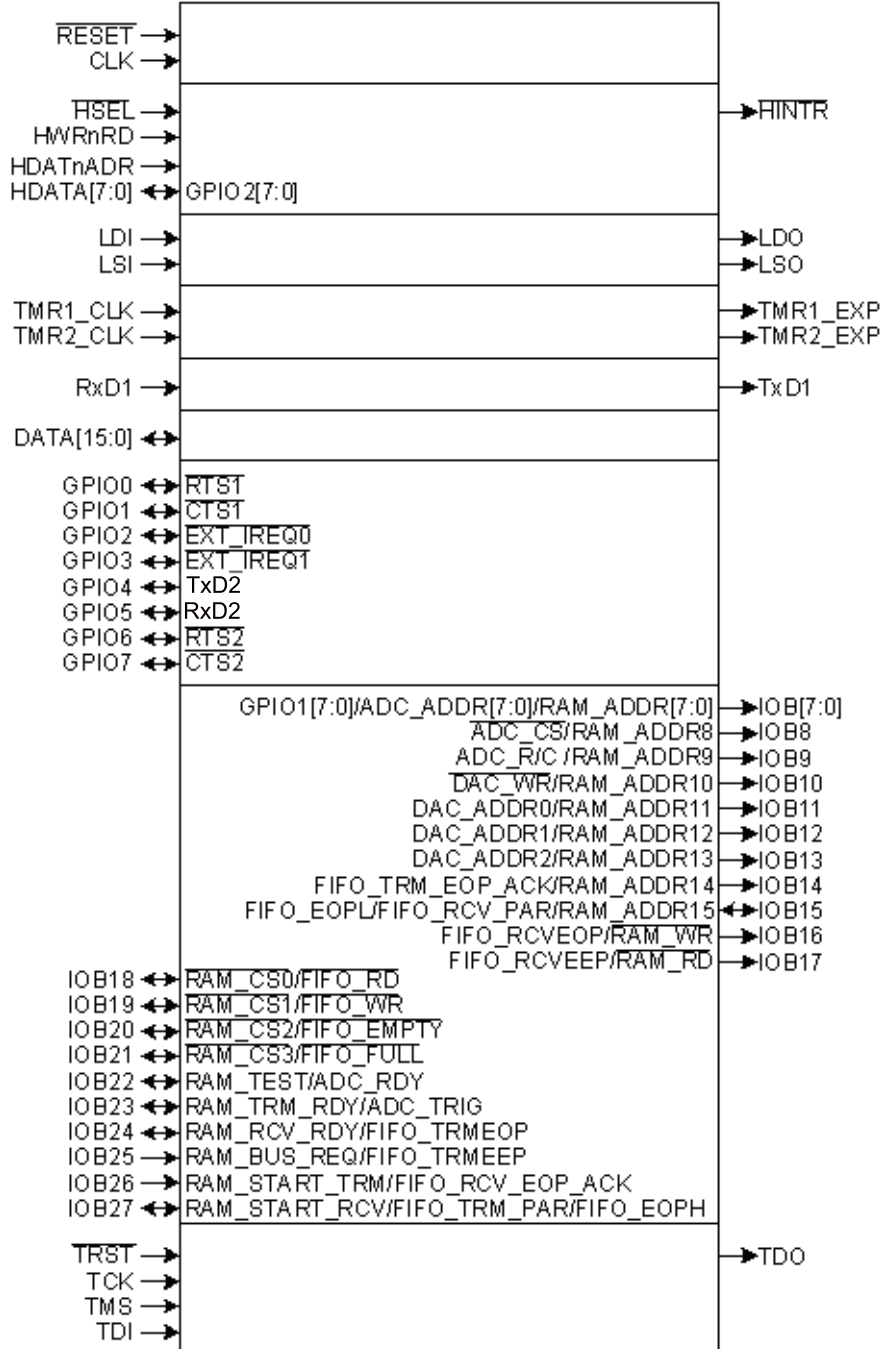 RESET
CLK
HSEL HINTR
HWRnRD
HDATnADR
HDATA[7:0] GPIO2[7:0]
LDI LDO
LSI LSO
TMR1_CLK TMR1_EXP
TMR2_CLK TMR2_EXP
RxD1 TxD1
DATA[15:0]
GPIO0 RTS1
GPIO1 CTS1
GPIO2 EXT_IREQ0
GPIO3 EXT_IREQ1
GPIO4 TxD2
GPIO5 RxD2
GPIO6 RTS2
GPIO7 CTS2
GPIO1[7:0]/ADC_ADDR[7:0]/RAM_ADDR[7:0] IOB[7:0]
ADC_CS/RAM_ADDR8 IOB8
ADC_R/C /RAM_ADDR9 IOB9
DAC_WR/RAM_ADDR10 IOB10
DAC_ADDR0/RAM_ADDR11 IOB11
DAC_ADDR1/RAM_ADDR12 IOB12
DAC_ADDR2/RAM_ADDR13 IOB13
FIFO_TRM_EOP_ACK/RAM_ADDR14 IOB14
FIFO_EOPL/FIFO_RCV_PAR/RAM_ADDR15 IOB15
FIFO_RCVEOP/RAM_WR IOB16
FIFO_RCVEEP/RAM_RD IOB17
IOB18 RAM_CS0/FIFO_RD
IOB19 RAM_CS1/FIFO_WR
IOB20 RAM_CS2/FIFO_EMPTY
IOB21 RAM_CS3/FIFO_FULL
IOB22 RAM_TEST/ADC_RDY
IOB23 RAM_TRM_RDY/ADC_TRIG
IOB24 RAM_RCV_RDY/FIFO_TRMEOP
IOB25 RAM_BUS_REQ/FIFO_TRMEEP
IOB26 RAM_START_TRM/FIFO_RCV_EOP_ACK
IOB27 RAM_START_RCV/FIFO_TRM_PAR/FIFO_EOPH
TRST TDO
TCK
TMS
TDI